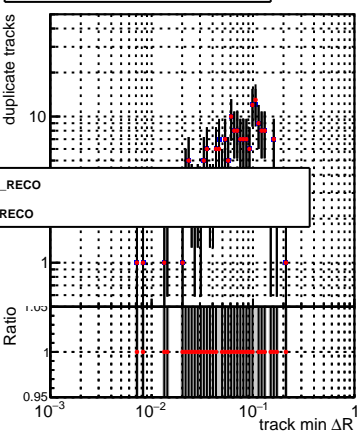 duplicate tracks
10
_RECO
RECO
1
1.05
Ratio
1
0.95
10⁻³
10⁻²
10⁻¹
1
track min ΔR